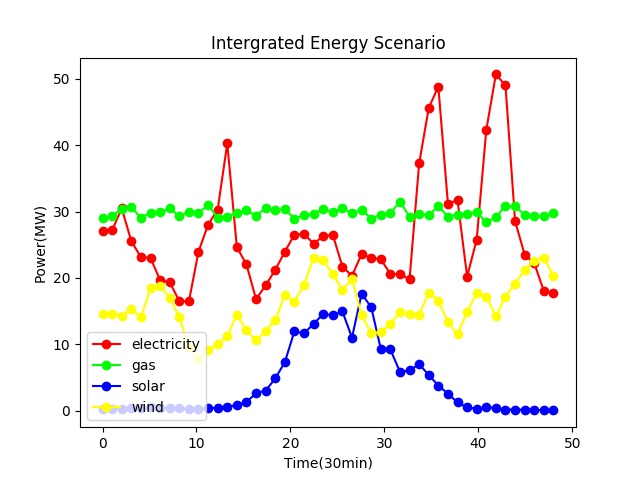 Intergrated Energy Scenario
Power(MW)
50
40
30
20
10
0
electricity
gas
solar
wind
0 10 20 30 40 50
Time(30min)